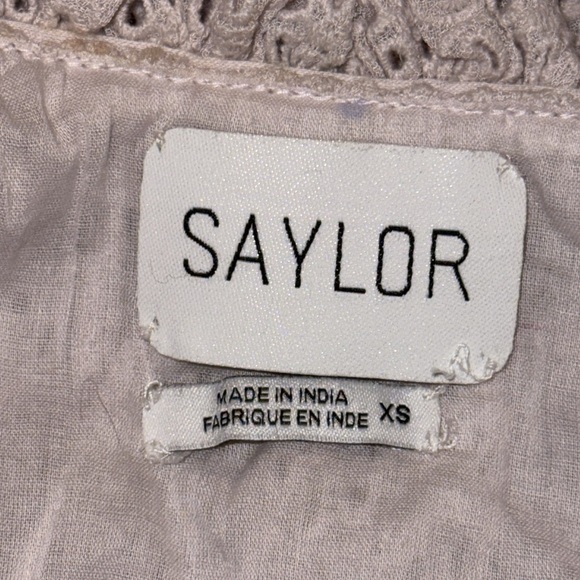 SAYLOR
MADE IN INDIA
FABRIQUE EN INDE XS